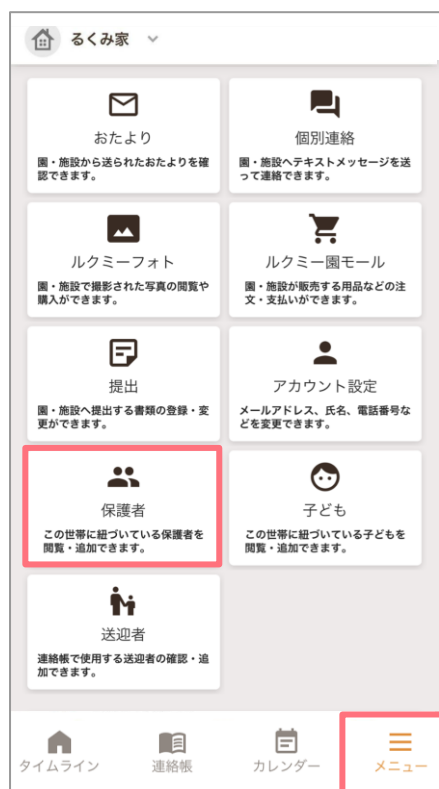 るくみ家
おたより
園・施設から送られたおたよりを確
認できます。
個別連絡
園・施設へテキストメッセージを送
って連絡できます。
ルクミーフォト
園・施設で撮影された写真の閲覧や
購入ができます。
ルクミー園モール
園・施設が販売する用品などの注
文・支払いができます。
提出
園・施設へ提出する書類の登録・変
更ができます。
アカウント設定
メールアドレス、氏名、電話番号な
どを変更できます。
保護者
この世帯に紐づいている保護者を
閲覧・追加できます。
子ども
この世帯に紐づいている子どもを
閲覧・追加できます。
送迎者
連絡帳で使用する送迎者の確認・追
加できます。
タイムライン
連絡帳
カレンダー
メニュー